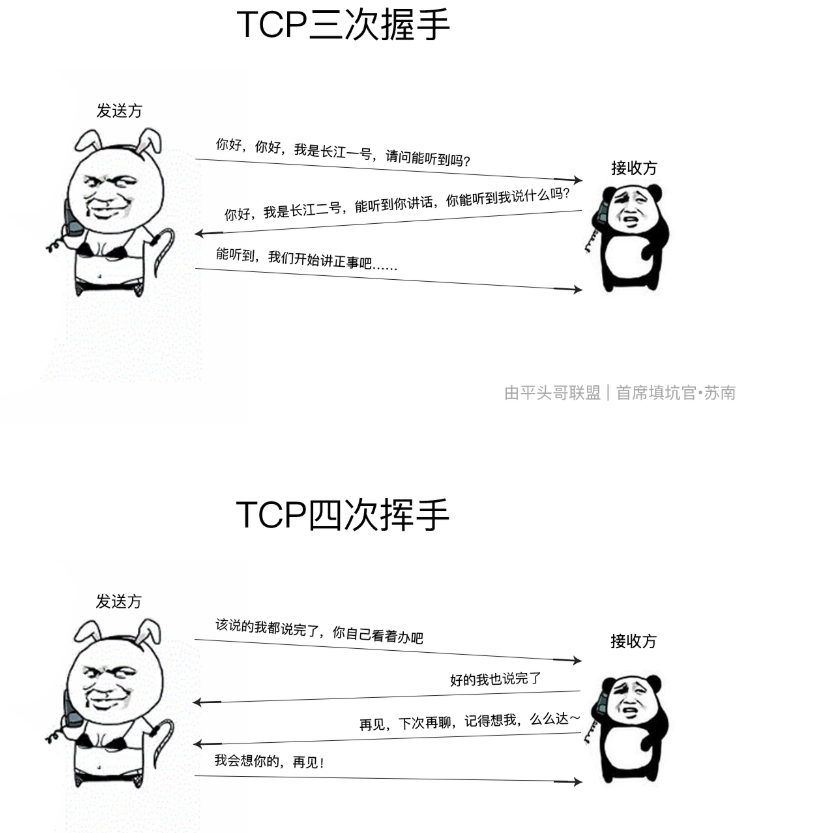 TCP三次握手
发送方
你好，你好，我是长江一号，请问能听到吗？
接收方
你好，我是长江二号，能听到你讲话，你能听到我说什么吗？
能听到，我们开始讲正事吧……
由平头哥联盟 | 首席填坑官•苏南
TCP四次挥手
发送方
该说的我都说完了，你自己看着办吧
接收方
好的我也说完了
再见，下次再聊，记得想我，么么达～
我会想你的，再见！